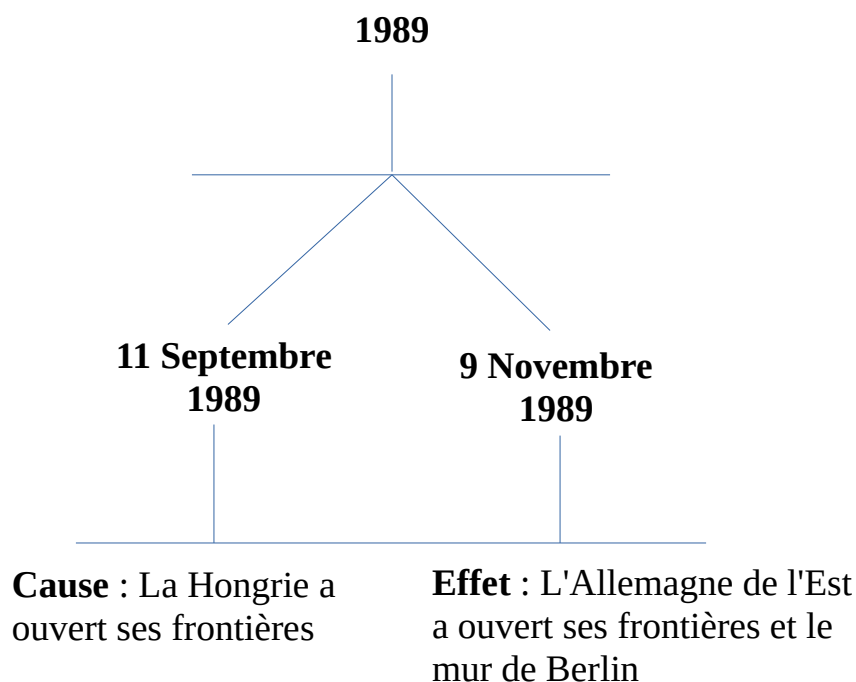 1989
11 Septembre
1989
9 Novembre
1989
Cause : La Hongrie a
ouvert ses frontières
Effet : L'Allemagne de l'Est
a ouvert ses frontières et le
mur de Berlin